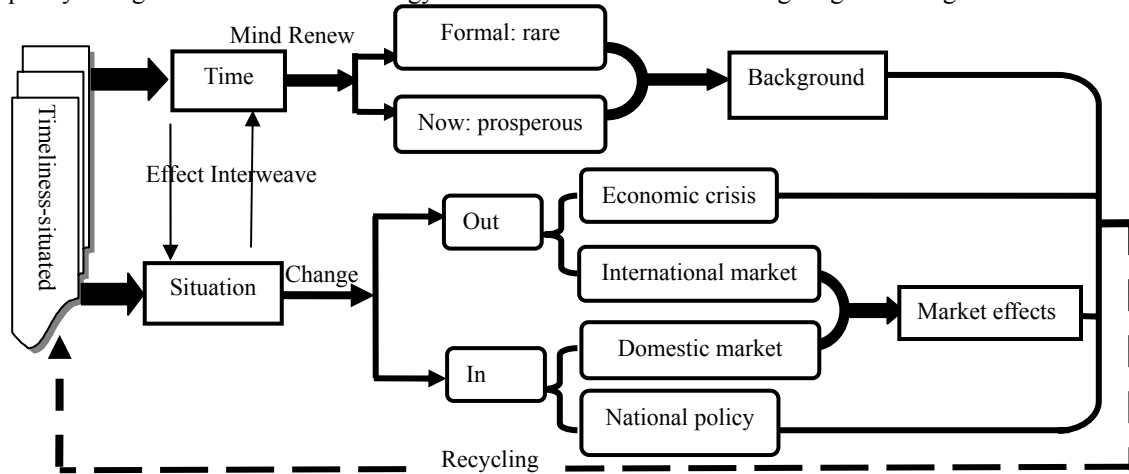 Mind Renew
Formal: rare
Time
Background
Now: prosperous
Timeliness-situated
Effect Interweave
Economic crisis
Out
International market
Situation
Change
Market effects
Domestic market
In
National policy
Recycling